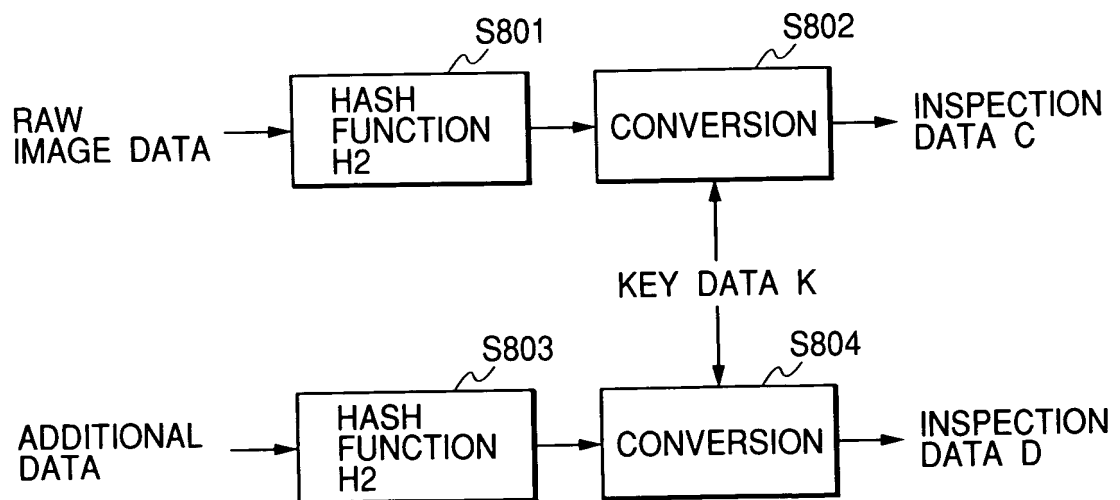 S801
S802
RAW
IMAGE DATA
HASH
FUNCTION
H2
CONVERSION
INSPECTION
DATA C
KEY DATA K
S803
S804
ADDITIONAL
DATA
HASH
FUNCTION
H2
CONVERSION
INSPECTION
DATA D